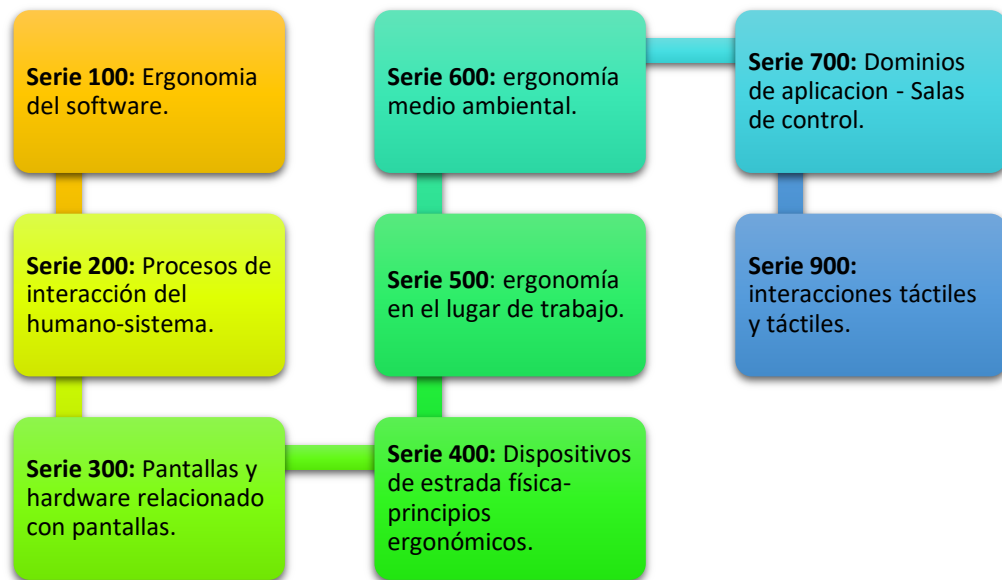 Serie 100: Ergonomia
del software.
Serie 200: Procesos de
interacción del
humano-sistema.
Serie 300: Pantallas y
hardware relacionado
con pantallas.
Serie 400: Dispositivos
de estrada física-
principios
ergonómicos.
Serie 500: ergonomía
en el lugar de trabajo.
Serie 600: ergonomía
medio ambiental.
Serie 700: Dominios
de aplicacion - Salas
de control.
Serie 900:
interacciones táctiles
y táctiles.